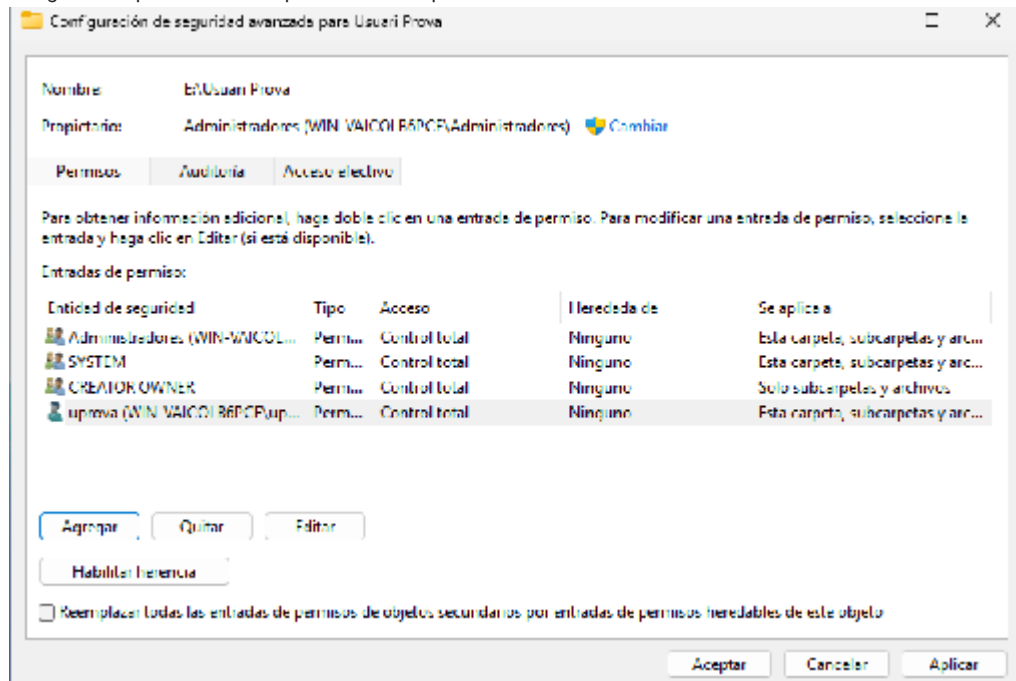 Configuración de seguridad avanzada para Usuari Prova
Nombre: E:\Usuari Prova
Propietario: Administradores (WIN-VAICOLR6PCF\Administradores) Cambiar
Permisos Auditoría Acceso efectivo
Para obtener información adicional, haga doble clic en una entrada de permiso. Para modificar una entrada de permiso, seleccione la
entrada y haga clic en Editar (si está disponible).
Entradas de permiso:
Entidad de seguridad Tipo Acceso Heredada de Se aplica a
Administradores (WIN-VAICOL... Perm... Control total Ninguno Esta carpeta, subcarpetas y arc...
SYSTEM Perm... Control total Ninguno Esta carpeta, subcarpetas y arc...
CREATOR OWNER Perm... Control total Ninguno Solo subcarpetas y archivos
uprova (WIN-VAICOLR6PCF\up... Perm... Control total Ninguno Esta carpeta, subcarpetas y arc...
Agregar Quitar Editar
Habilitar herencia
Reemplazar todas las entradas de permisos de objetos secundarios por entradas de permisos heredables de este objeto
Aceptar Cancelar Aplicar